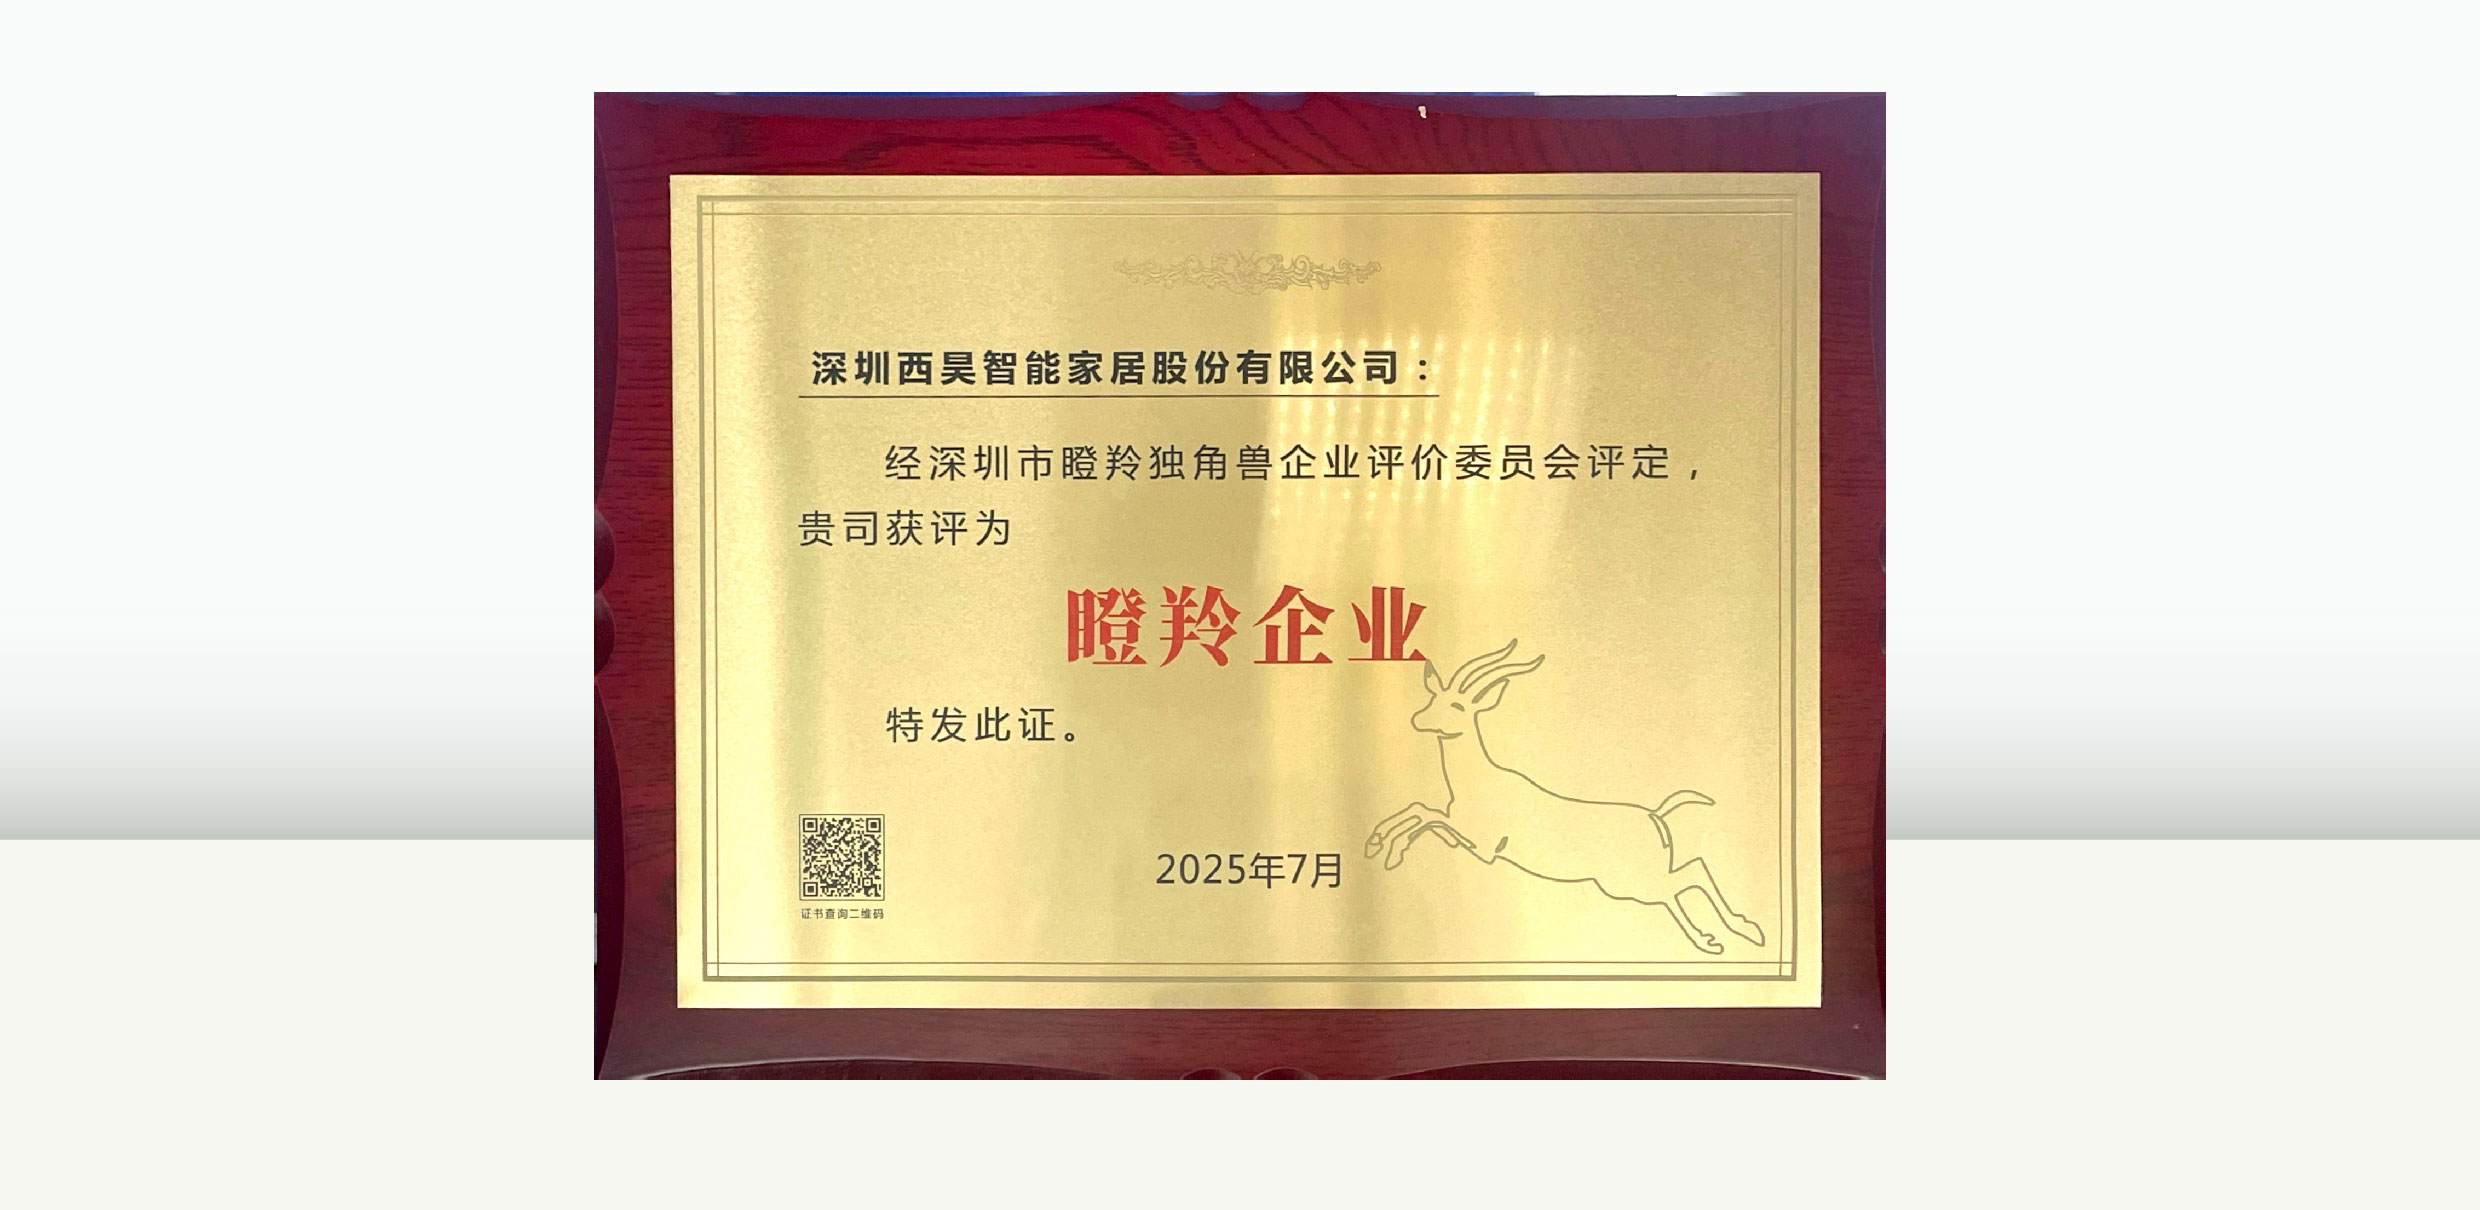 深圳西昊智能家居股份有限公司：
经深圳市瞪羚独角兽企业评价委员会评定，
贵司获评为
瞪羚企业
特发此证。
2025年7月
证书查询二维码